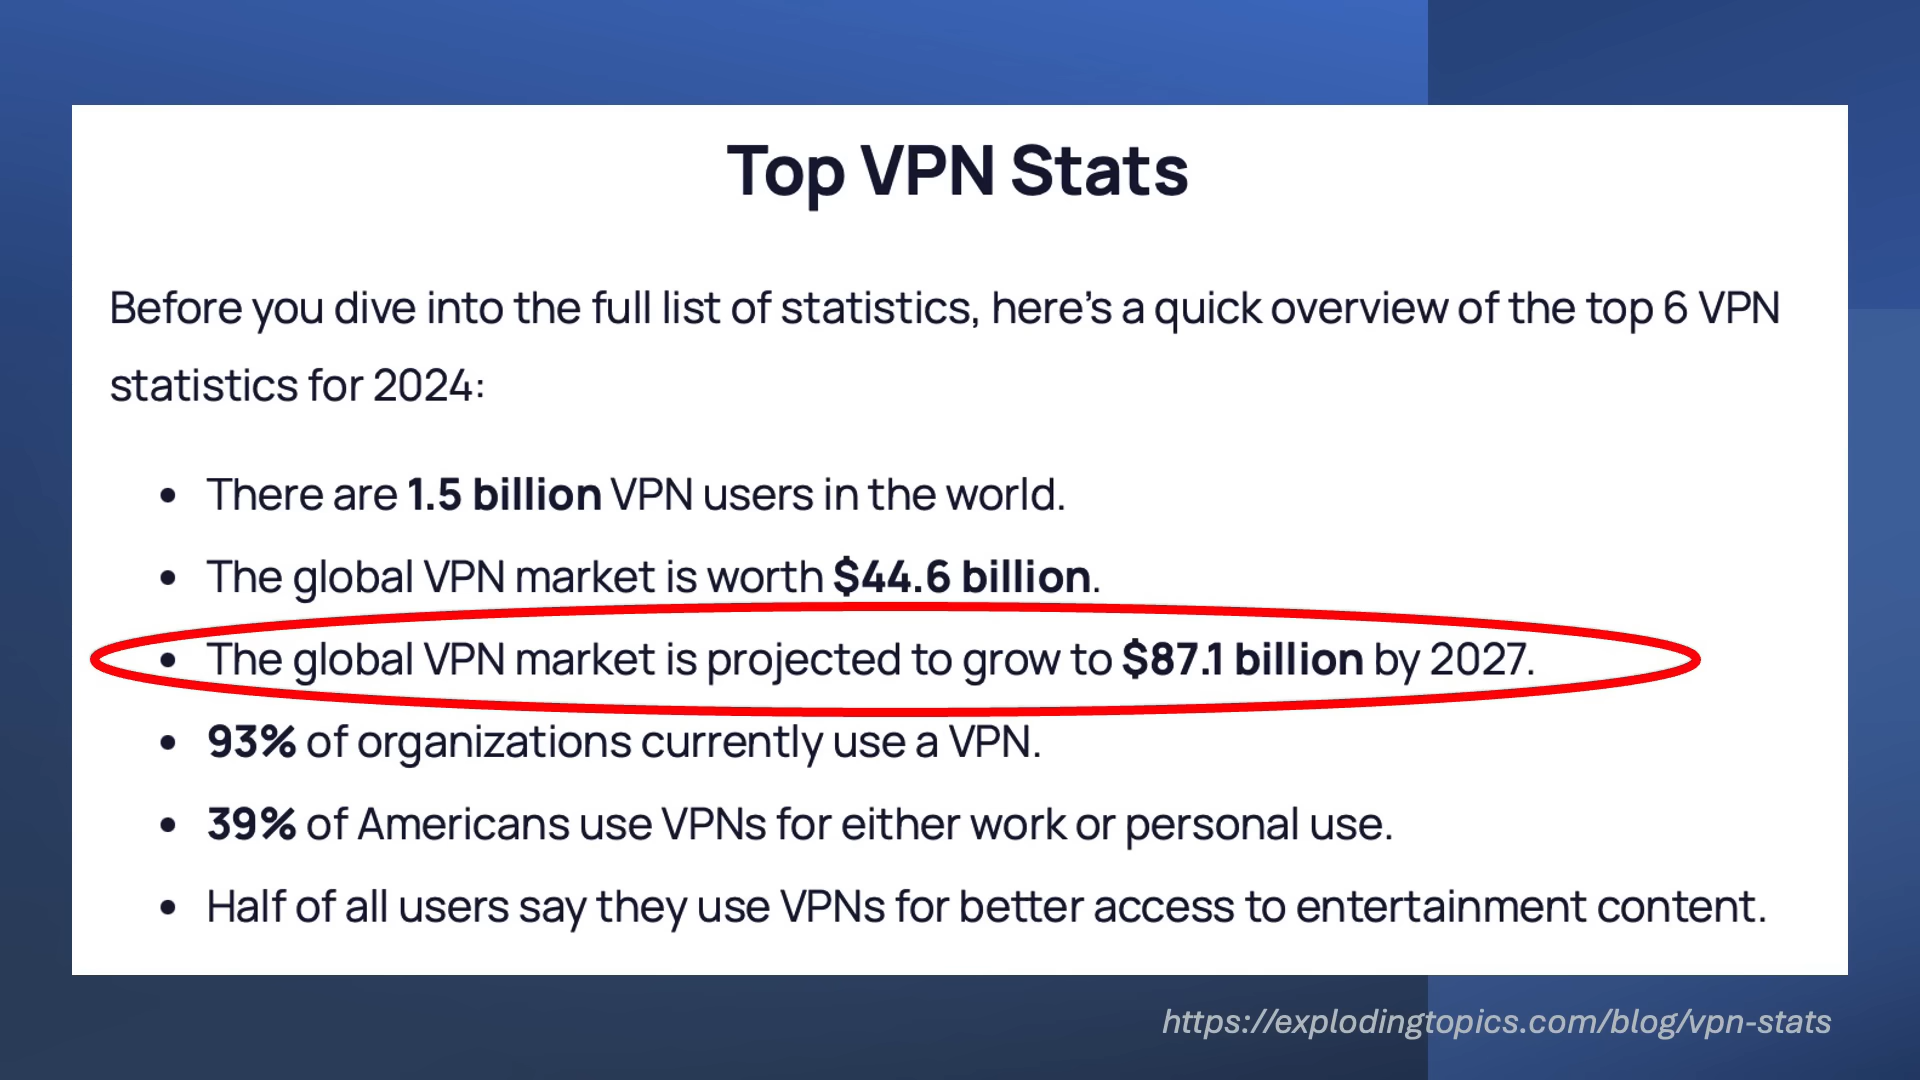 Top VPN Stats
Before you dive into the full list of statistics, here's a quick overview of the top 6 VPN
statistics for 2024:
• There are 1.5 billion VPN users in the world.
• The global VPN market is worth $44.6 billion.
• The global VPN market is projected to grow to $87.1 billion by 2027.
• 93% of organizations currently use a VPN.
• 39% of Americans use VPNs for either work or personal use.
• Half of all users say they use VPNs for better access to entertainment content.
https://explodingtopics.com/blog/vpn-stats